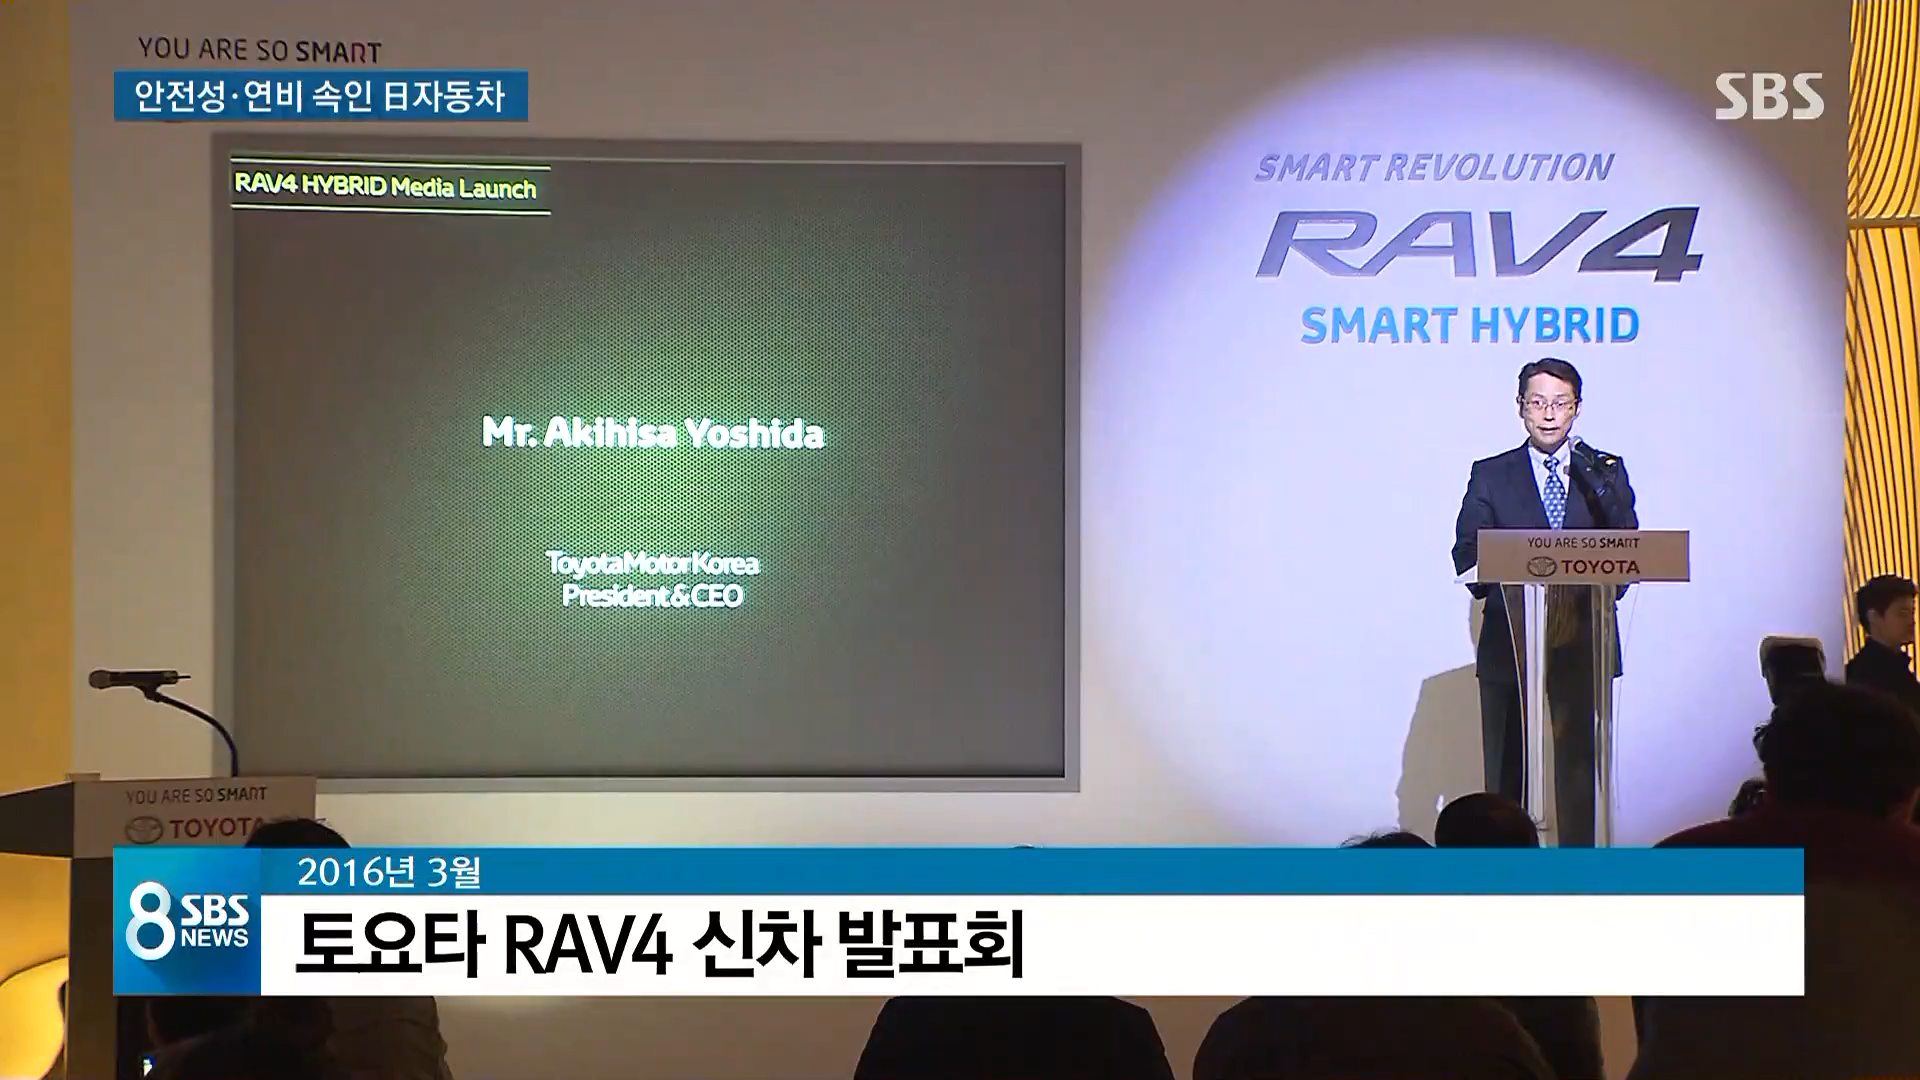 YOU ARE SO SMART
안전성·연비 속인 日자동차
SBS
RAV4 HYBRID Media Launch
SMART REVOLUTION
RAV4
SMART HYBRID
Mr. Akihisa Yoshida
Toyota Motor Korea
President & CEO
YOU ARE SO SMART
TOYOTA
YOU ARE SO SMART
TOYOTA
8 SBS NEWS
2016년 3월
토요타 RAV4 신차 발표회